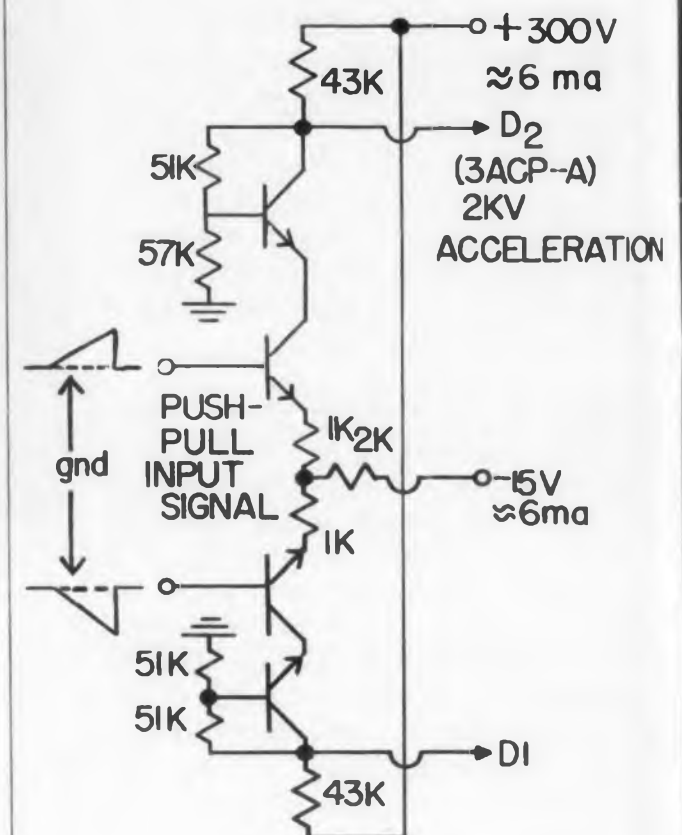 +300V
43K
≈6 ma
D2
51K
(3ACP-A)
2KV
57K
ACCELERATION
PUSH-
PULL
INPUT
SIGNAL
gnd
1K
2K
-15V
≈6ma
1K
51K
51K
D1
43K